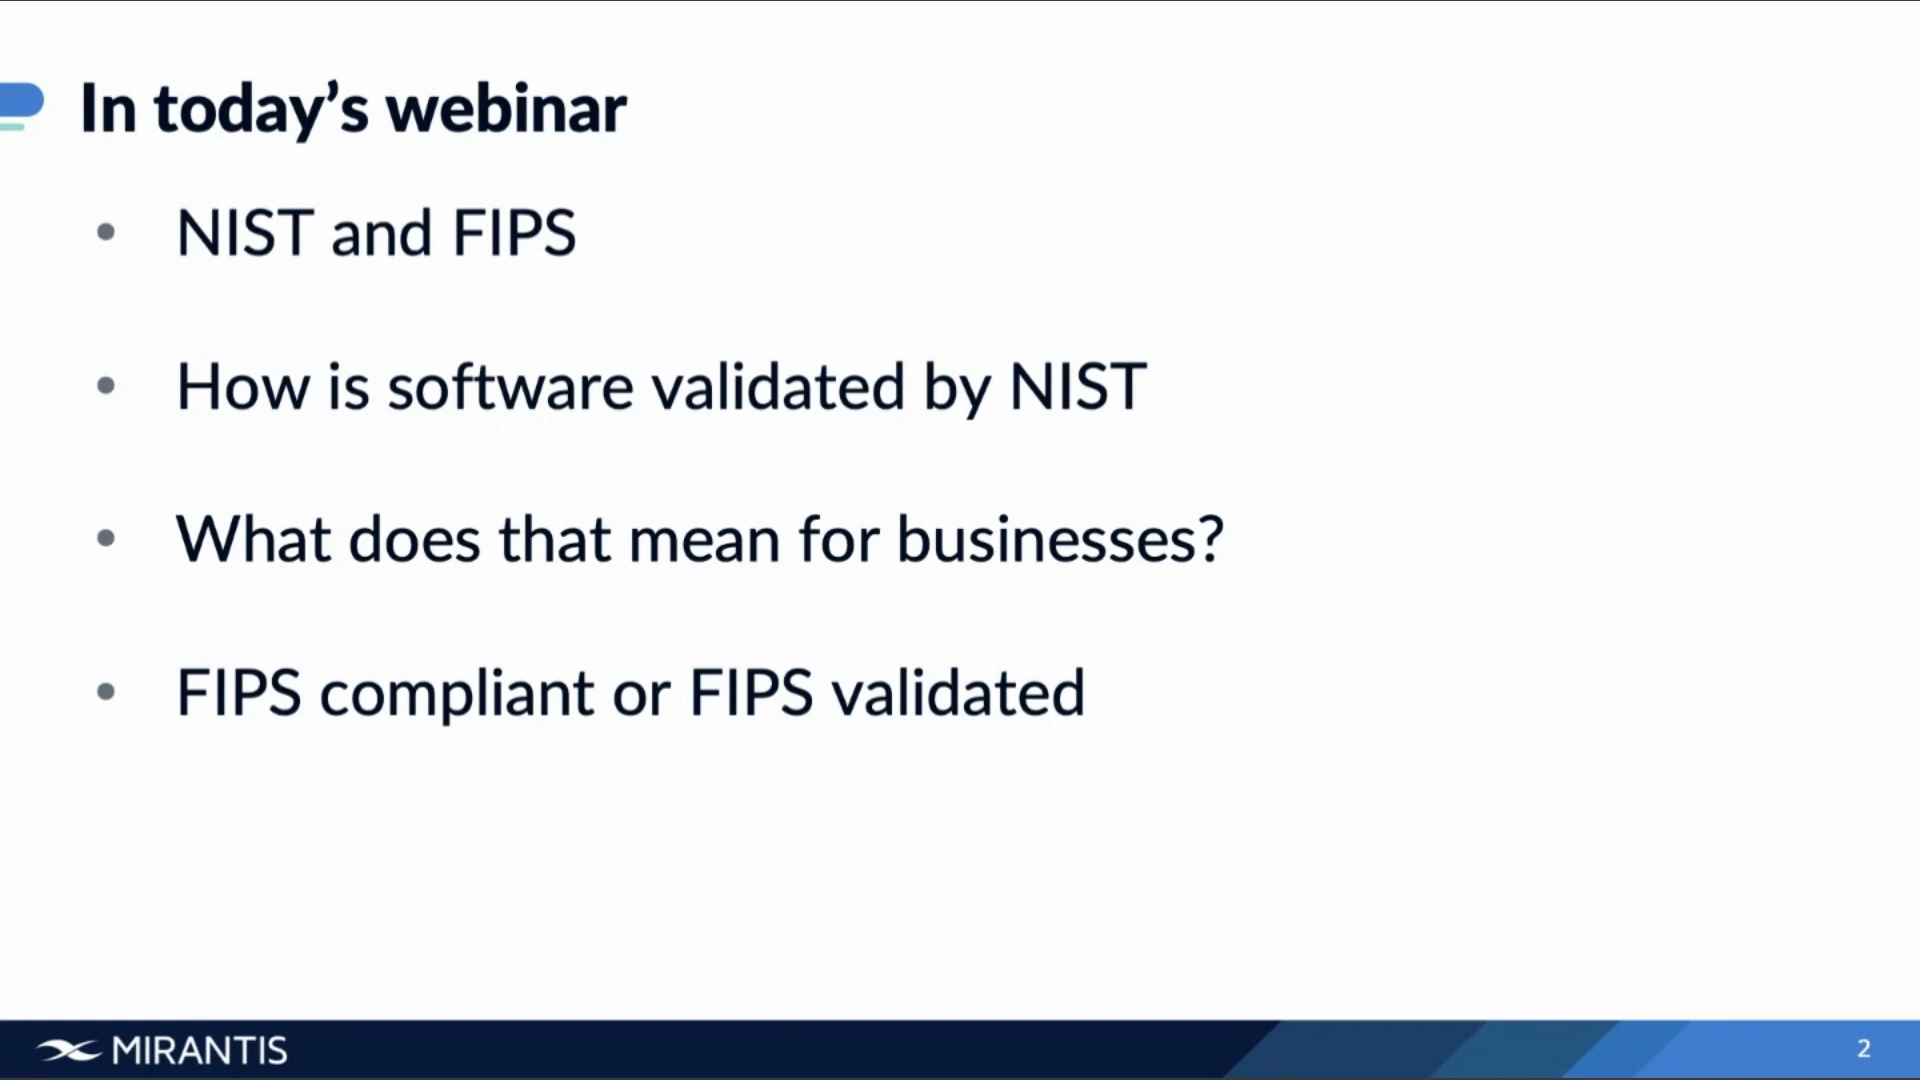 In today’s webinar
• NIST and FIPS
• How is software validated by NIST
• What does that mean for businesses?
• FIPS compliant or FIPS validated
MIRANTIS
2